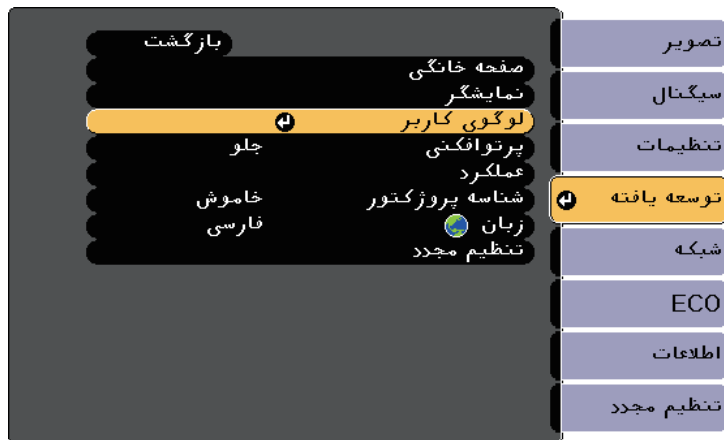 تصویر
سیگنال
تنظیمات
توسعه یافته
شبکه
ECO
اطلاعات
تنظیم مجدد
بازگشت
صفحه خانگی
نمایشگر
لوگوی کاربر
پرتوافکنی جلو
عملکرد
شناسه پروژکتور خاموش
زبان فارسی
تنظیم مجدد